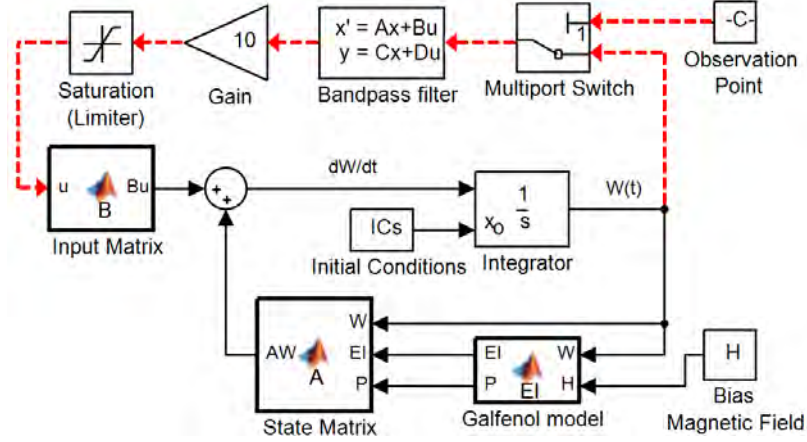 -C-
Observation
Point
1
Multiport Switch
x' = Ax+Bu
y = Cx+Du
Bandpass filter
10
Gain
Saturation
(Limiter)
u
Bu
B
Input Matrix
+
+
dW/dt
1
s
xo
Integrator
W(t)
ICs
Initial Conditions
W
AW
EI
P
A
State Matrix
EI
W
P
H
EI
Galfenol model
H
Bias
Magnetic Field